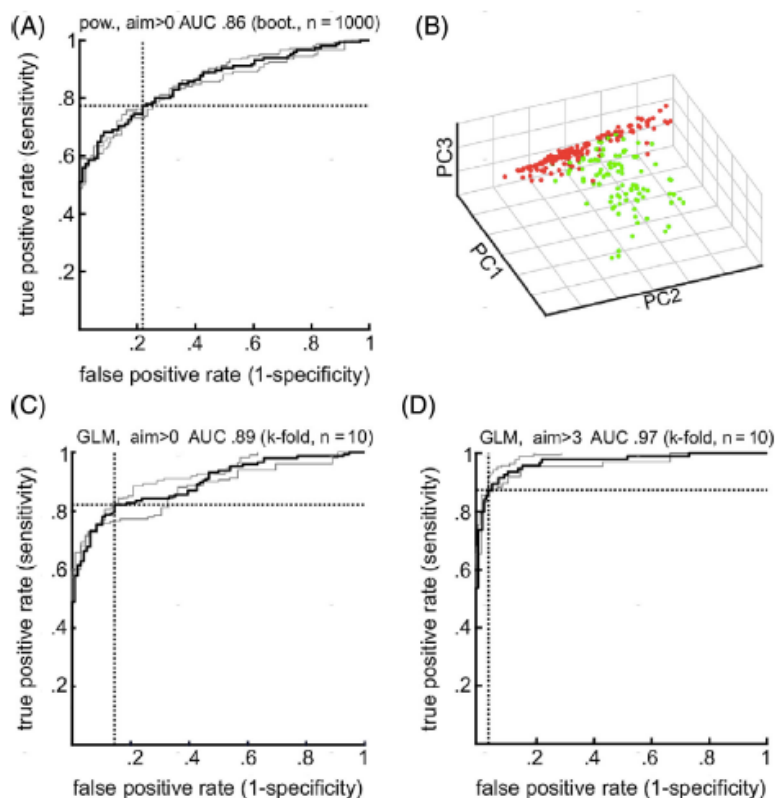 (A)
pow., aim>0 AUC .86 (boot., n = 1000)
1
.8
.6
.4
.2
.2 .4 .6 .8 1
true positive rate (sensitivity)
false positive rate (1-specificity)
(B)
PC3
PC1
PC2
(C)
GLM, aim>0 AUC .89 (k-fold, n = 10)
1
.8
.6
.4
.2
.2 .4 .6 .8 1
true positive rate (sensitivity)
false positive rate (1-specificity)
(D)
GLM, aim>3 AUC .97 (k-fold, n = 10)
1
.8
.6
.4
.2
.2 .4 .6 .8 1
true positive rate (sensitivity)
false positive rate (1-specificity)